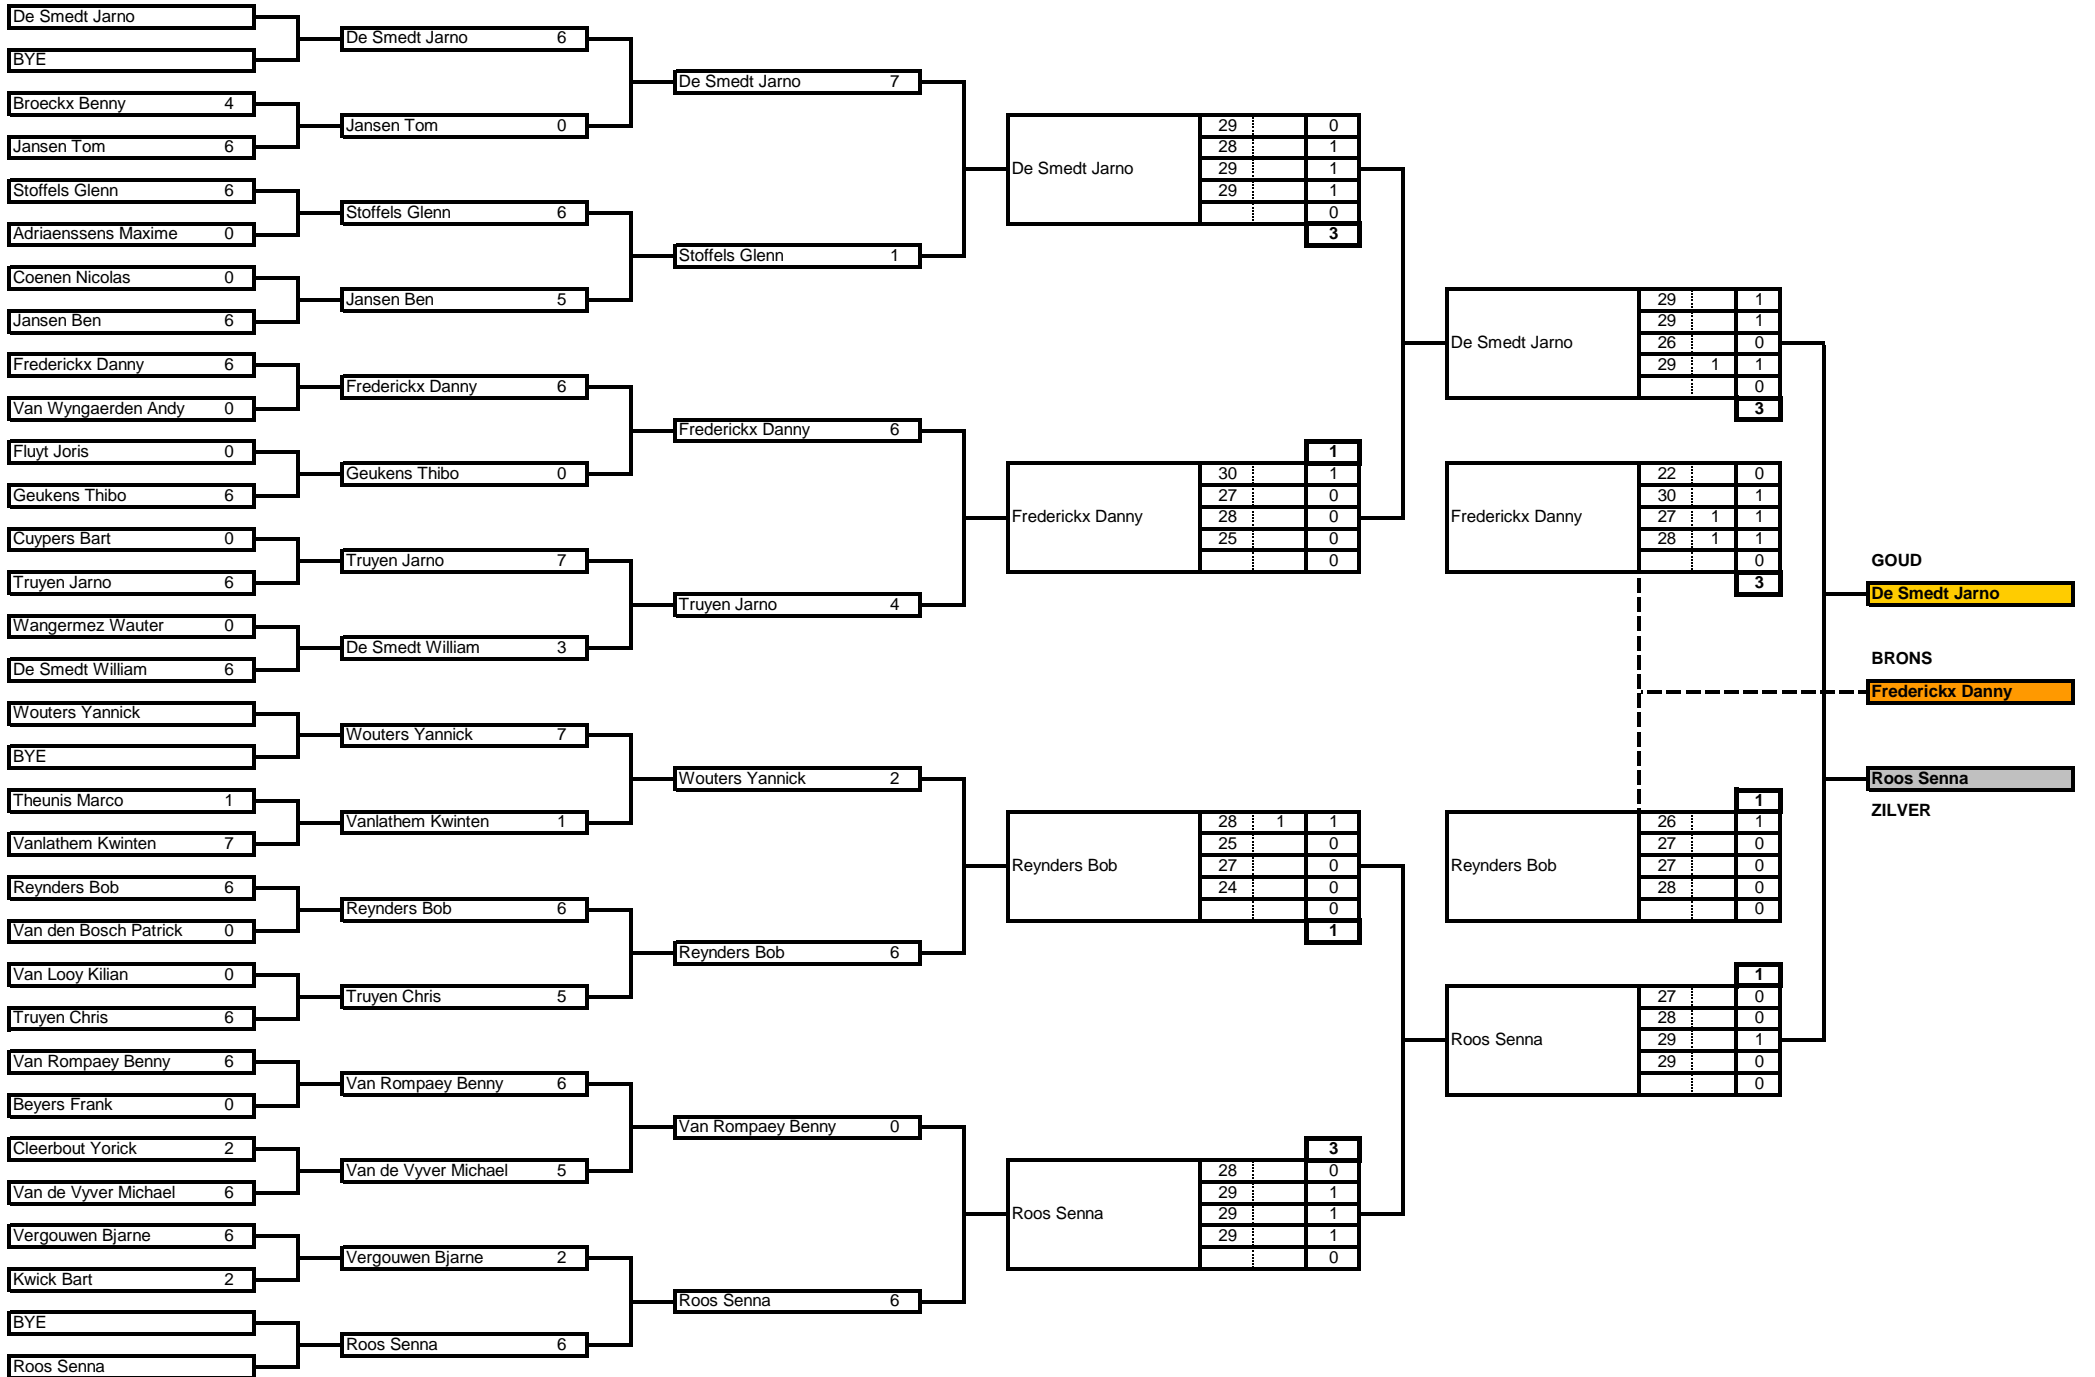 De Smedt Jarno
BYE
Broeckx Benny 4
Jansen Tom 6
Stoffels Glenn 6
Adriaenssens Maxime 0
Coenen Nicolas 0
Jansen Ben 6
Frederickx Danny 6
Van Wyngaerden Andy 0
Fluyt Joris 0
Geukens Thibo 6
Cuypers Bart 0
Truyen Jarno 6
Wangermez Wauter 0
De Smedt William 6
Wouters Yannick
BYE
Theunis Marco 1
Vanlathem Kwinten 7
Reynders Bob 6
Van den Bosch Patrick 0
Van Looy Kilian 0
Truyen Chris 6
Van Rompaey Benny 6
Beyers Frank 0
Cleerbout Yorick 2
Van de Vyver Michael 6
Vergouwen Bjarne 6
Kwick Bart 2
BYE
Roos Senna
De Smedt Jarno 6
Jansen Tom 0
Stoffels Glenn 6
Jansen Ben 5
Frederickx Danny 6
Geukens Thibo 0
Truyen Jarno 7
De Smedt William 3
Wouters Yannick 7
Vanlathem Kwinten 1
Reynders Bob 6
Truyen Chris 5
Van Rompaey Benny 6
Van de Vyver Michael 5
Vergouwen Bjarne 2
Roos Senna 6
De Smedt Jarno 7
Stoffels Glenn 1
Frederickx Danny 6
Truyen Jarno 4
Wouters Yannick 2
Reynders Bob 6
Van Rompaey Benny 0
Roos Senna 6
De Smedt Jarno
29 0
28 1
29 1
29 1
0
3
1
Frederickx Danny
30 1
27 0
28 0
25 0
0
Reynders Bob
28 1 1
25 0
27 0
24 0
0
1
3
Roos Senna
28 0
29 1
29 1
29 1
0
De Smedt Jarno
29 1
29 1
26 0
29 1 1
0
3
Frederickx Danny
22 0
30 1
27 1 1
28 1 1
0
3
1
Reynders Bob
26 1
27 0
27 0
28 0
0
1
Roos Senna
27 0
28 0
29 1
29 0
0
GOUD
De Smedt Jarno
BRONS
Frederickx Danny
Roos Senna
ZILVER